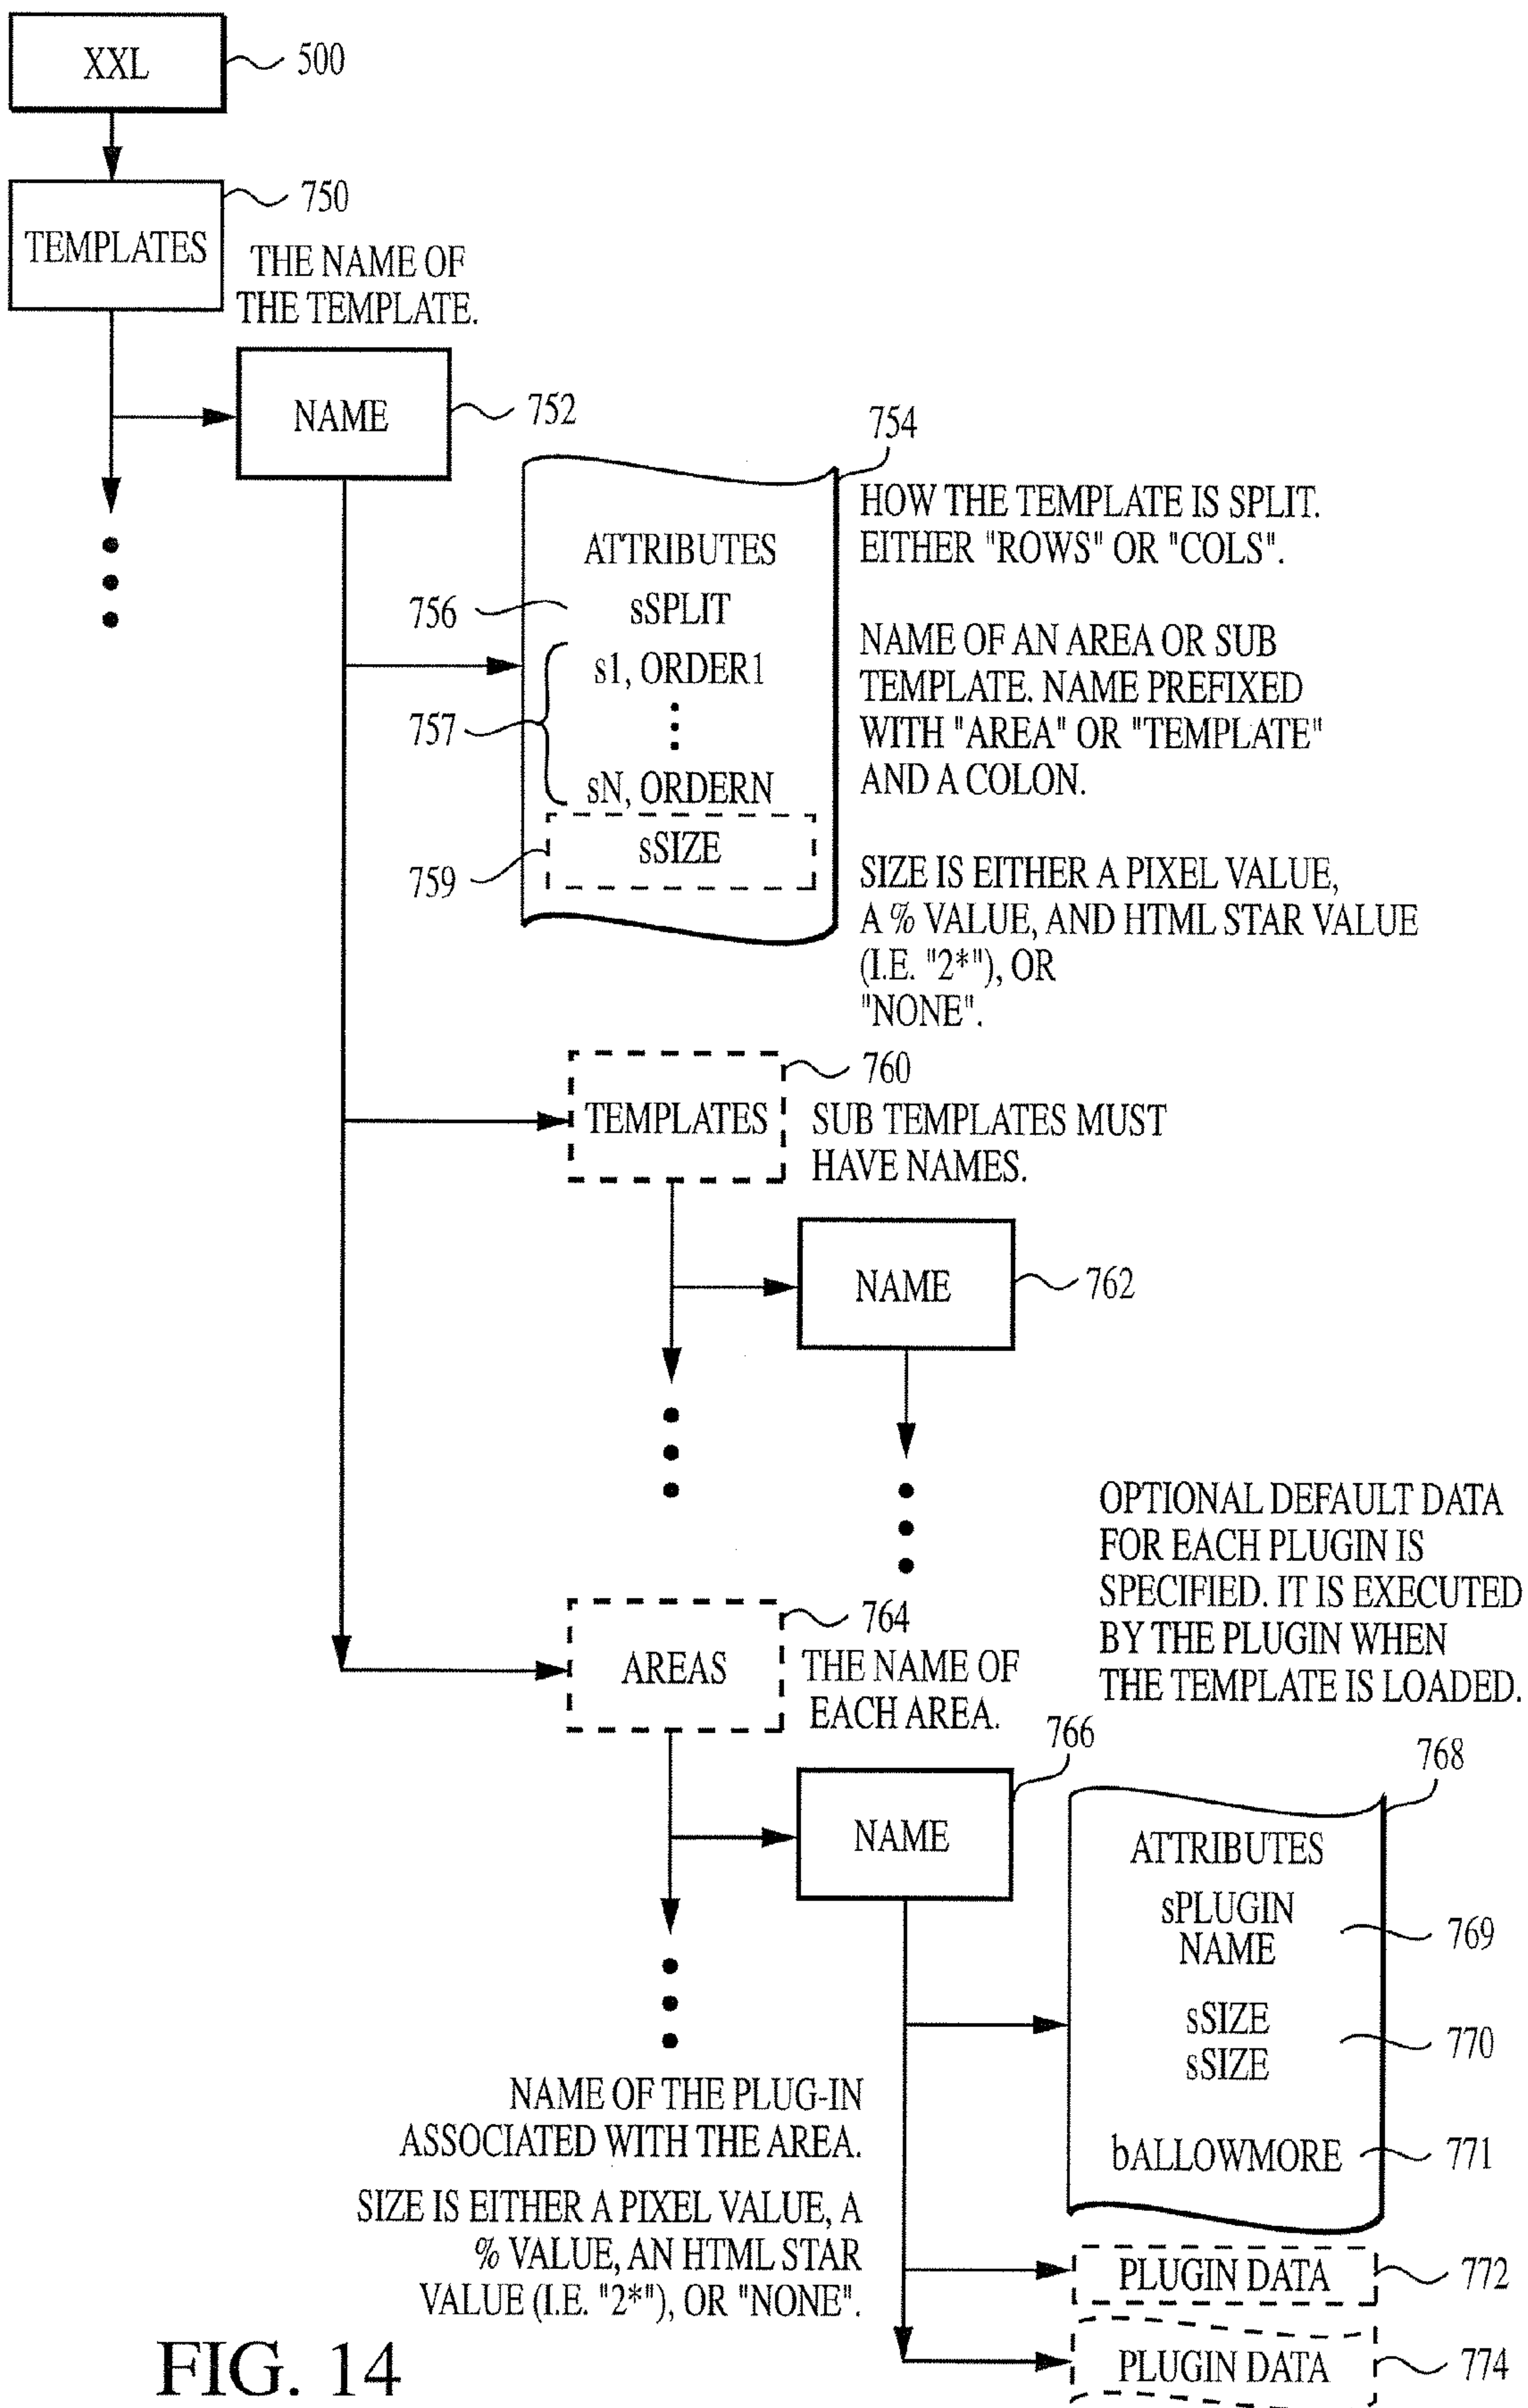 XXL
500
750
TEMPLATES
THE NAME OF
THE TEMPLATE.
NAME
752
754
HOW THE TEMPLATE IS SPLIT.
EITHER "ROWS" OR "COLS".
ATTRIBUTES
756
sSPLIT
NAME OF AN AREA OR SUB
TEMPLATE. NAME PREFIXED
WITH "AREA" OR "TEMPLATE"
AND A COLON.
s1, ORDER1
757
sN, ORDERN
sSIZE
759
SIZE IS EITHER A PIXEL VALUE,
A % VALUE, AND HTML STAR VALUE
(I.E. "2*"), OR
"NONE".
760
TEMPLATES
SUB TEMPLATES MUST
HAVE NAMES.
NAME
762
OPTIONAL DEFAULT DATA
FOR EACH PLUGIN IS
SPECIFIED. IT IS EXECUTED
BY THE PLUGIN WHEN
THE TEMPLATE IS LOADED.
764
AREAS
THE NAME OF
EACH AREA.
766
NAME
768
ATTRIBUTES
sPLUGIN
NAME
769
sSIZE
sSIZE
770
bALLOWMORE
771
NAME OF THE PLUG-IN
ASSOCIATED WITH THE AREA.
SIZE IS EITHER A PIXEL VALUE, A
% VALUE, AN HTML STAR
VALUE (I.E. "2*"), OR "NONE".
PLUGIN DATA
772
PLUGIN DATA
774
FIG. 14